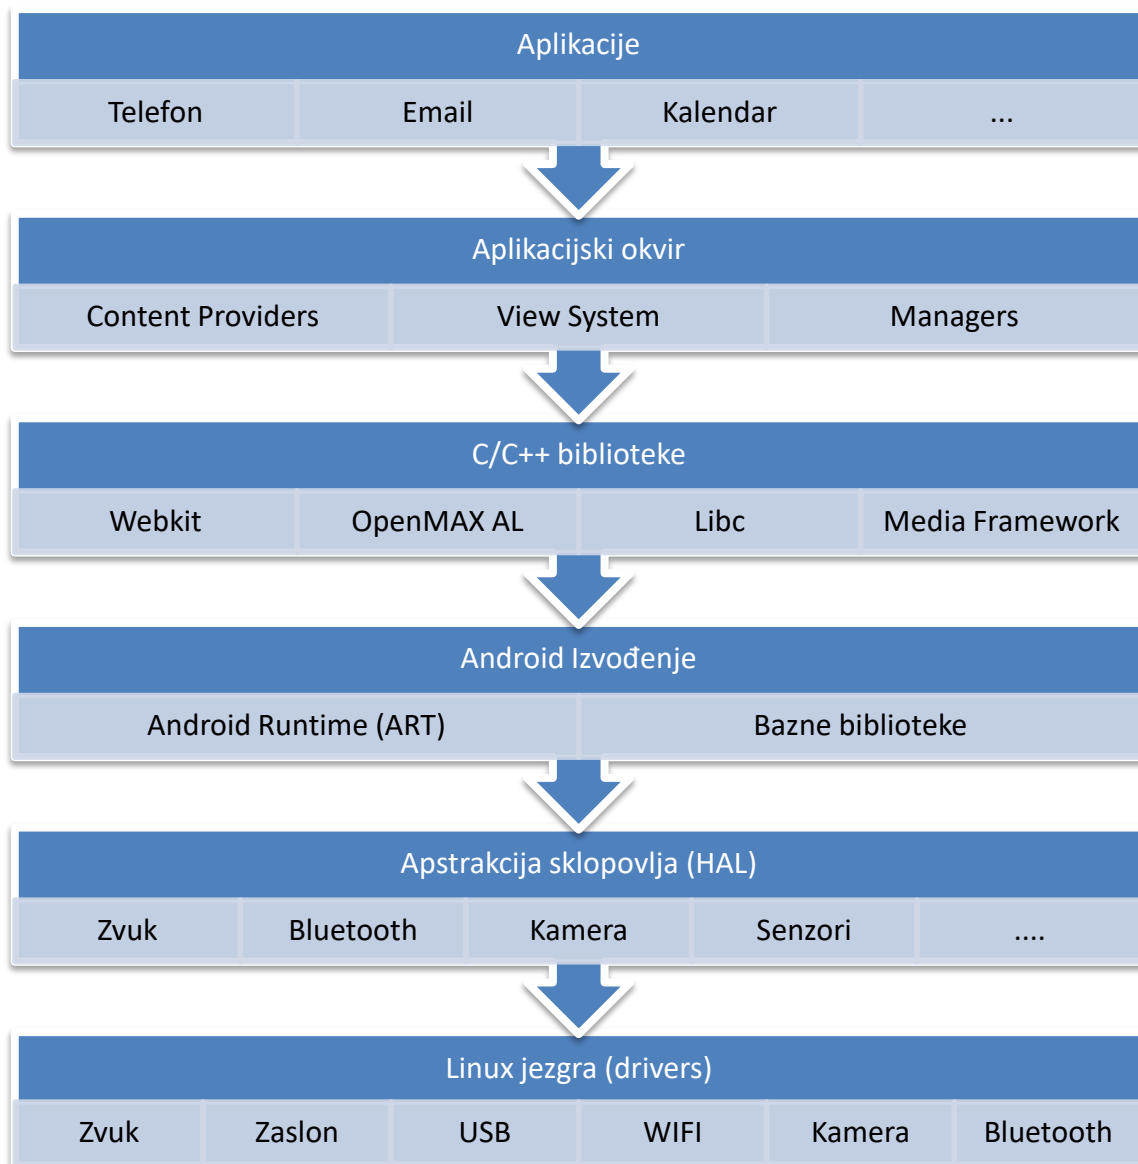 Aplikacije
Telefon Email Kalendar ...
Aplikacijski okvir
Content Providers View System Managers
C/C++ biblioteke
Webkit OpenMAX AL Libc Media Framework
Android Izvođenje
Android Runtime (ART) Bazne biblioteke
Apstrakcija sklopovlja (HAL)
Zvuk Bluetooth Kamera Senzori ....
Linux jezgra (drivers)
Zvuk Zaslon USB WIFI Kamera Bluetooth